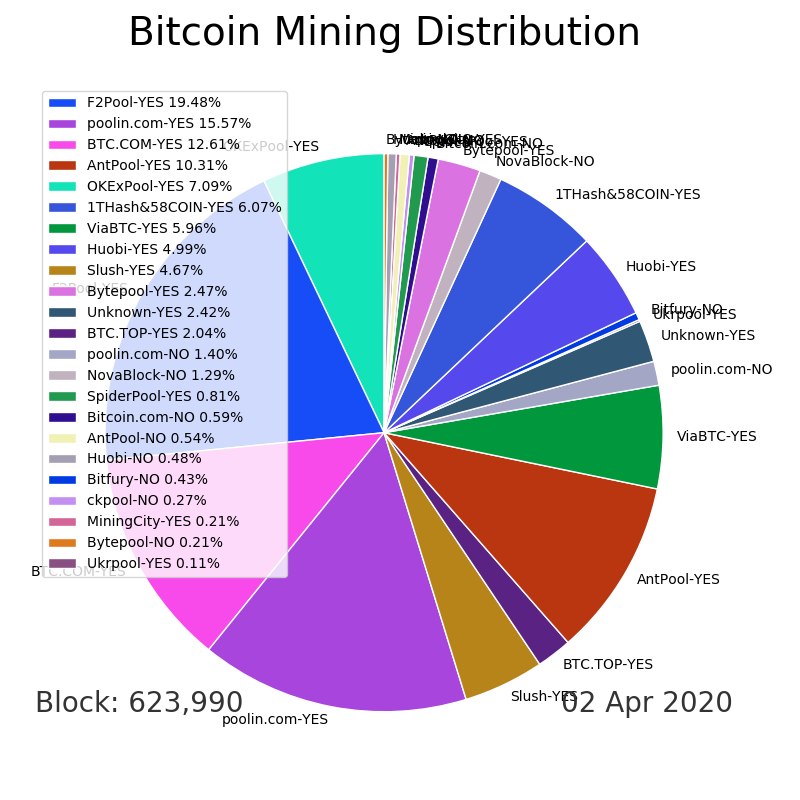 Bitcoin Mining Distribution
F2Pool-YES 19.48%
poolin.com-YES 15.57%
BTC.COM-YES 12.61%
AntPool-YES 10.31%
OKExPool-YES 7.09%
1THash&58COIN-YES 6.07%
ViaBTC-YES 5.96%
Huobi-YES 4.99%
Slush-YES 4.67%
Bytepool-YES 2.47%
Unknown-YES 2.42%
BTC.TOP-YES 2.04%
poolin.com-NO 1.40%
NovaBlock-NO 1.29%
SpiderPool-YES 0.81%
Bitcoin.com-NO 0.59%
AntPool-NO 0.54%
Huobi-NO 0.48%
Bitfury-NO 0.43%
ckpool-NO 0.27%
MiningCity-YES 0.21%
Bytepool-NO 0.21%
Ukrpool-YES 0.11%
OKExPool-YES
F2Pool-YES
BTC.COM-YES
poolin.com-YES
Slush-YES
BTC.TOP-YES
AntPool-YES
ViaBTC-YES
poolin.com-NO
Unknown-YES
Ukrpool-YES
Bitfury-NO
Huobi-YES
1THash&58COIN-YES
NovaBlock-NO
Bytepool-YES
Block: 623,990
02 Apr 2020